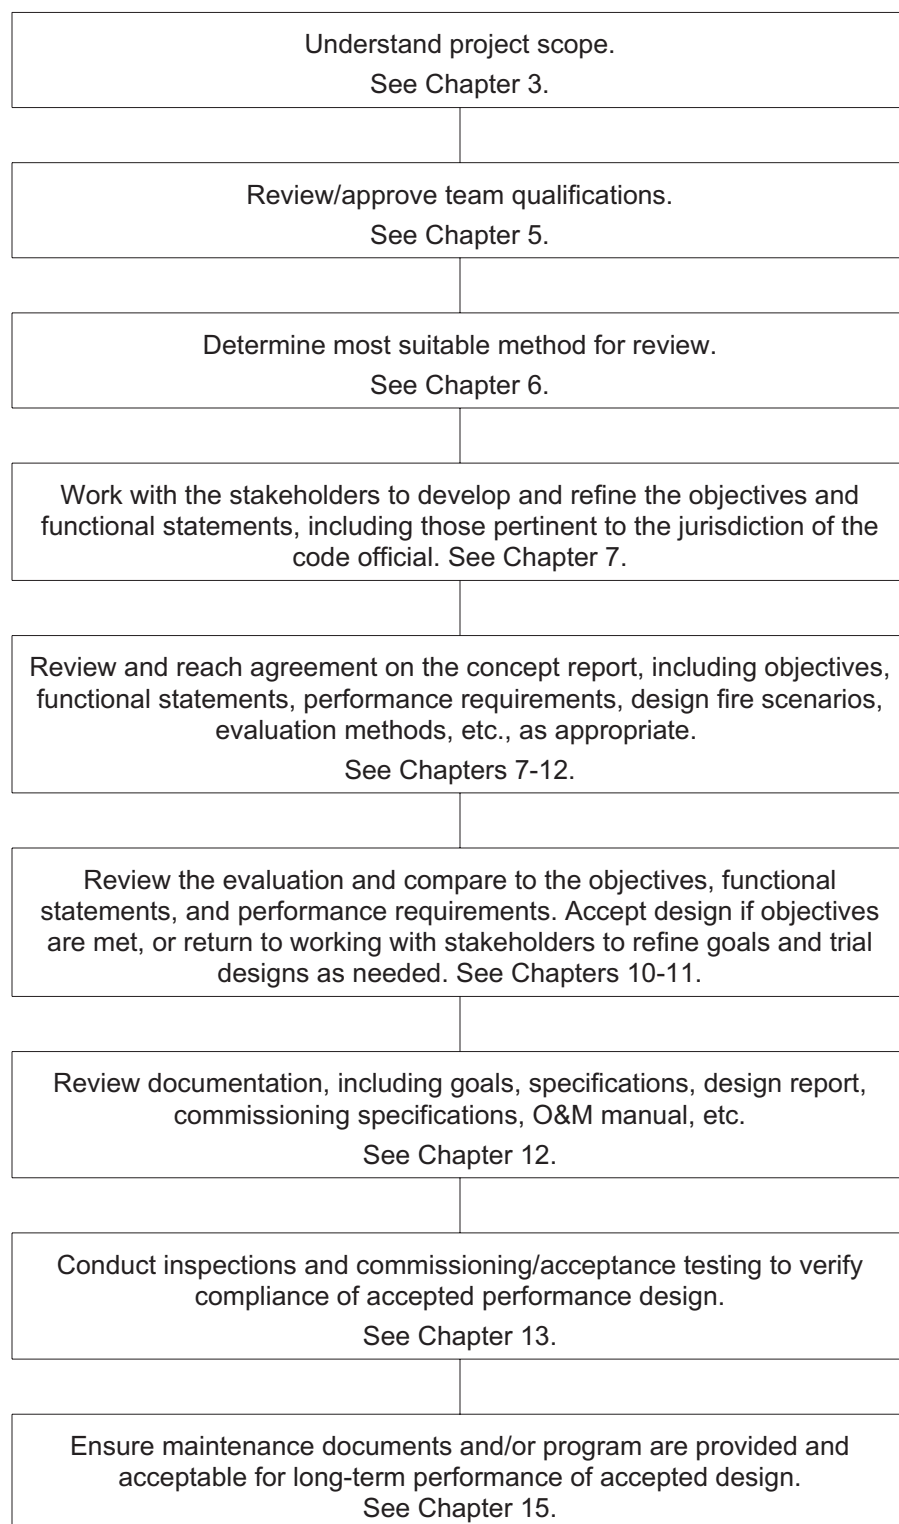 Understand project scope.
See Chapter 3.
Review/approve team qualifications.
See Chapter 5.
Determine most suitable method for review.
See Chapter 6.
Work with the stakeholders to develop and refine the objectives and
functional statements, including those pertinent to the jurisdiction of the
code official. See Chapter 7.
Review and reach agreement on the concept report, including objectives,
functional statements, performance requirements, design fire scenarios,
evaluation methods, etc., as appropriate.
See Chapters 7-12.
Review the evaluation and compare to the objectives, functional
statements, and performance requirements. Accept design if objectives
are met, or return to working with stakeholders to refine goals and trial
designs as needed. See Chapters 10-11.
Review documentation, including goals, specifications, design report,
commissioning specifications, O&M manual, etc.
See Chapter 12.
Conduct inspections and commissioning/acceptance testing to verify
compliance of accepted performance design.
See Chapter 13.
Ensure maintenance documents and/or program are provided and
acceptable for long-term performance of accepted design.
See Chapter 15.